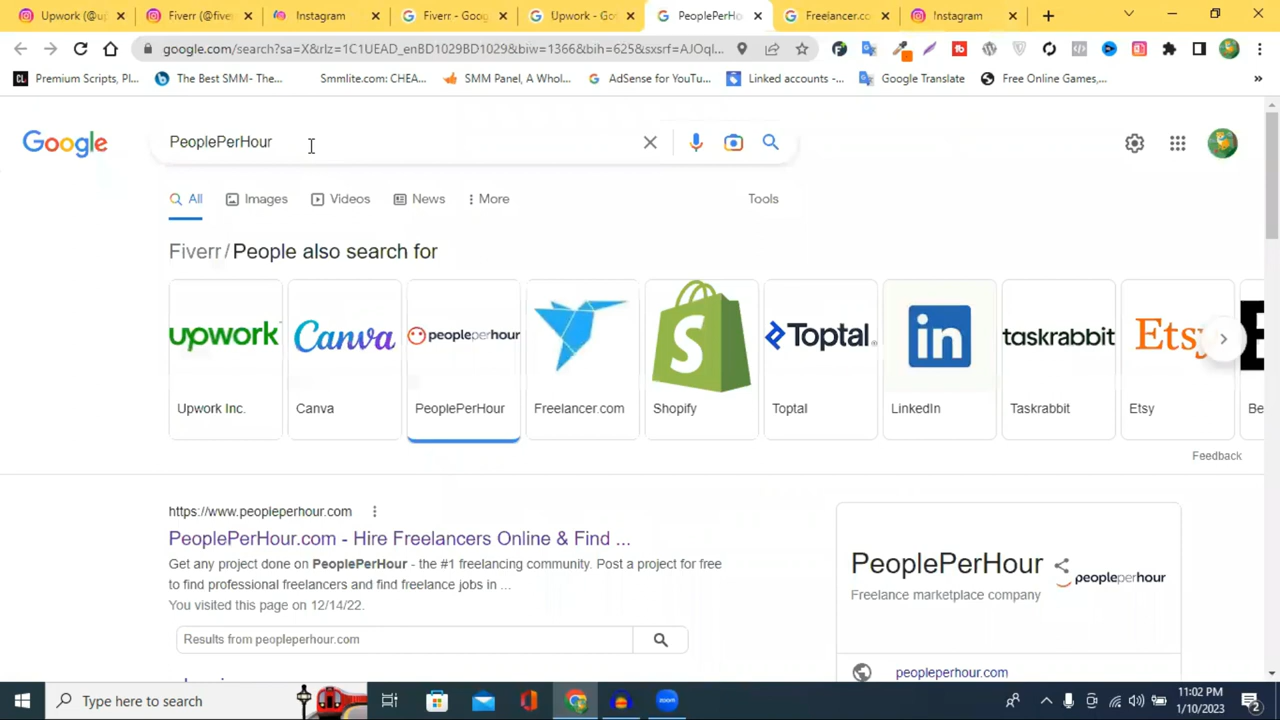 Upwork (@up
Fiverr (@five
Instagram
Fiverr - Goog
Upwork - Goo
PeoplePerHo
Freelancer.co
Instagram
google.com/search?sa=X&rlz=1C1UEAD_enBD1029BD1029&biw=1366&bih=625&sxsrf=AJOql...
Premium Scripts, Pl...
The Best SMM- The...
Smmlite.com: CHEA...
SMM Panel, A Whol...
AdSense for YouTu...
Linked accounts -...
Google Translate
Free Online Games,...
Google
PeoplePerHour
All
Images
Videos
News
More
Tools
Fiverr / People also search for
upwork
Canva
peopleperhour
Toptal
in
taskrabbit
Etsy
Upwork Inc.
Canva
PeoplePerHour
Freelancer.com
Shopify
Toptal
LinkedIn
Taskrabbit
Etsy
Be
Feedback
https://www.peopleperhour.com
PeoplePerHour.com - Hire Freelancers Online & Find ...
Get any project done on PeoplePerHour - the #1 freelancing community. Post a project for free
to find professional freelancers and find freelance jobs in ...
You visited this page on 12/14/22.
Results from peopleperhour.com
PeoplePerHour
peopleperhour
Freelance marketplace company
peopleperhour.com
Type here to search
11:02 PM
1/10/2023
2